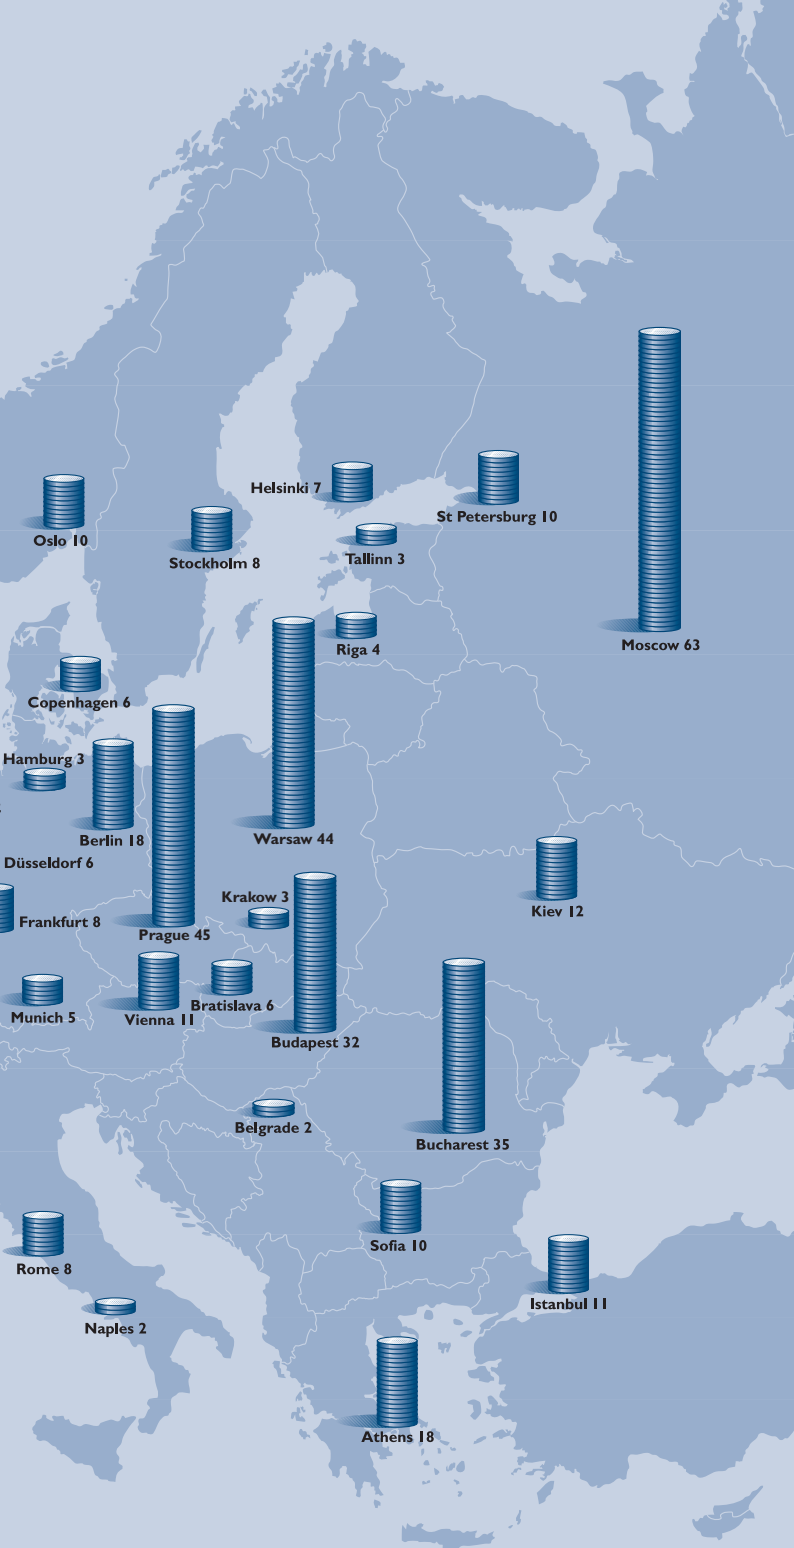 Helsinki 7
St Petersburg 10
Oslo 10
Stockholm 8
Tallinn 3
Moscow 63
Riga 4
Copenhagen 6
Hamburg 3
Berlin 18
Warsaw 44
Düsseldorf 6
Krakow 3
Kiev 12
Frankfurt 8
Prague 45
Bratislava 6
Munich 5
Vienna 11
Budapest 32
Belgrade 2
Bucharest 35
Sofia 10
Rome 8
Istanbul 11
Naples 2
Athens 18